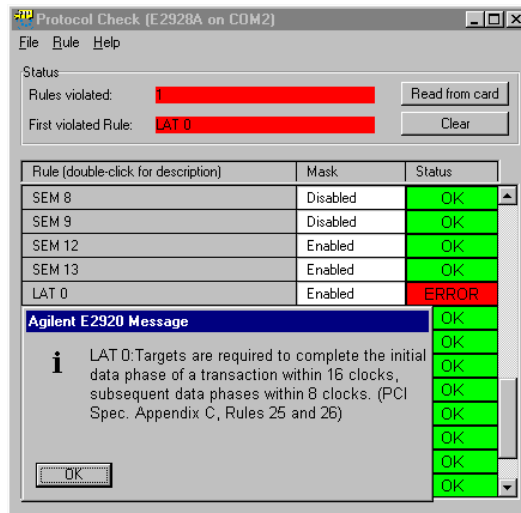 Protocol Check (E2928A on COM2)
File Rule Help
Status
Rules violated: 1 Read from card
First violated Rule: LAT 0 Clear
Rule (double-click for description) Mask Status
SEM 8 Disabled OK
SEM 9 Disabled OK
SEM 12 Enabled OK
SEM 13 Enabled OK
LAT 0 Enabled ERROR
Agilent E2920 Message OK
OK
LAT 0:Targets are required to complete the initial OK
data phase of a transaction within 16 clocks, OK
subsequent data phases within 8 clocks. (PCI OK
Spec. Appendix C, Rules 25 and 26) OK
OK
OK OK